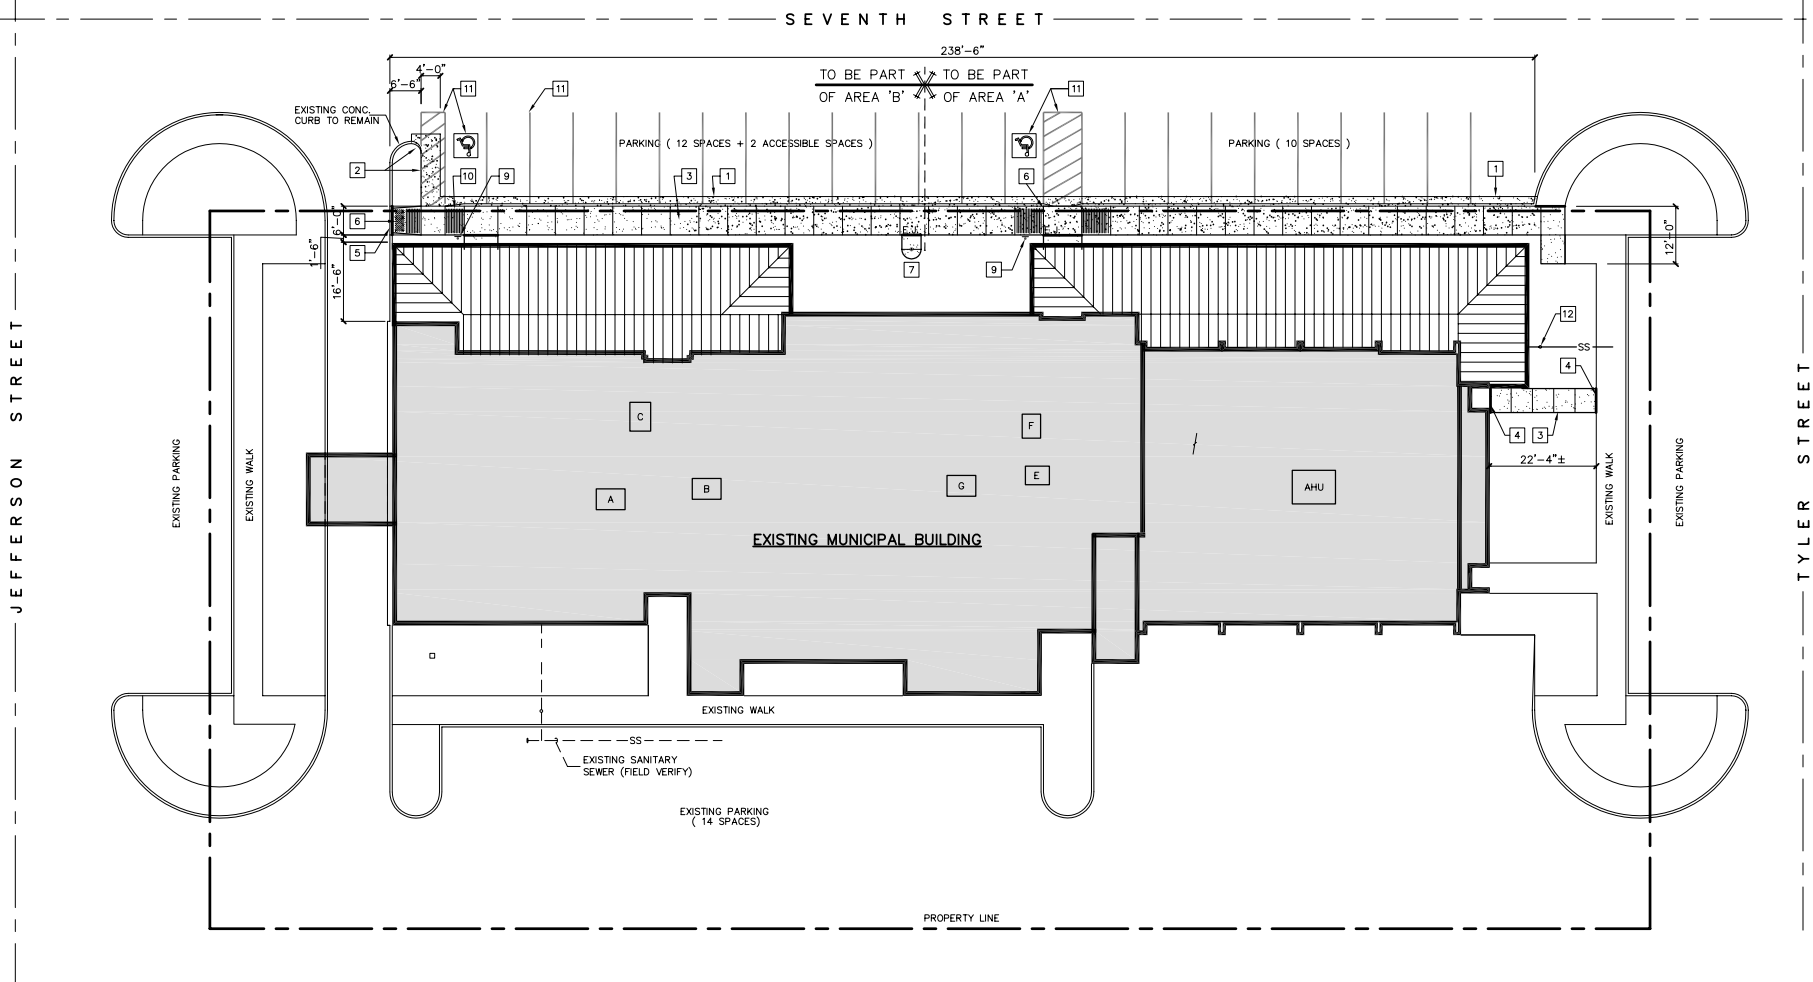 SEVENTH STREET
238'-6"
4'-0"
6'-6"
TO BE PART
OF AREA 'B'
TO BE PART
OF AREA 'A'
11
11
11
EXISTING CONC.
CURB TO REMAIN
PARKING ( 12 SPACES + 2 ACCESSIBLE SPACES )
PARKING ( 10 SPACES )
2
10
9
3
1
6
1
6
5
6'-0"
1'-6"
16'-6"
7
9
12'-0"
12
SS
4
4
3
22'-4"±
JEFFERSON STREET
EXISTING PARKING
EXISTING WALK
C
F
A
B
G
E
AHU
EXISTING MUNICIPAL BUILDING
EXISTING WALK
EXISTING PARKING
TYLER STREET
EXISTING WALK
SS
EXISTING SANITARY
SEWER (FIELD VERIFY)
EXISTING PARKING
( 14 SPACES)
PROPERTY LINE